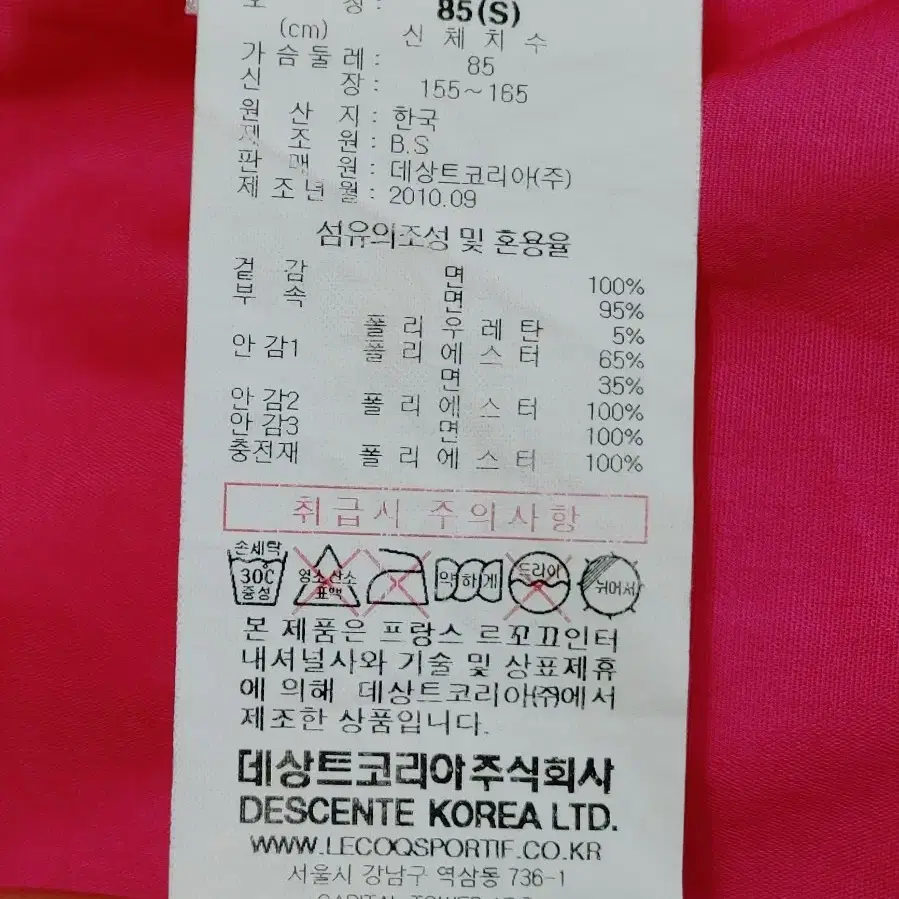 호 칭: 85(S)
(cm) 신 체 치 수
가슴둘레: 85
신 장: 155~165
원 산 지: 한국
제 조 원: B.S
판 매 원: 데상트코리아(주)
제조년월: 2010.09
섬유의조성 및 혼용율
겉 감 면 100%
부 속 면 95%
폴리우레탄 5%
안 감1 폴리에스터 65%
면 35%
안 감2 폴리에스터 100%
안 감3 면 100%
충전재 폴리에스터 100%
취급시 주의사항
손세탁 30℃ 중성 염소산소 표백 약하게 드라이 뉘어서
본 제품은 프랑스 르꼬끄인터
내셔널사와 기술 및 상표제휴
에 의해 데상트코리아㈜에서
제조한 상품입니다.
데상트코리아주식회사
DESCENTE KOREA LTD.
WWW.LECOQSPORTIF.CO.KR
서울시 강남구 역삼동 736-1
CAPITAL TOWER